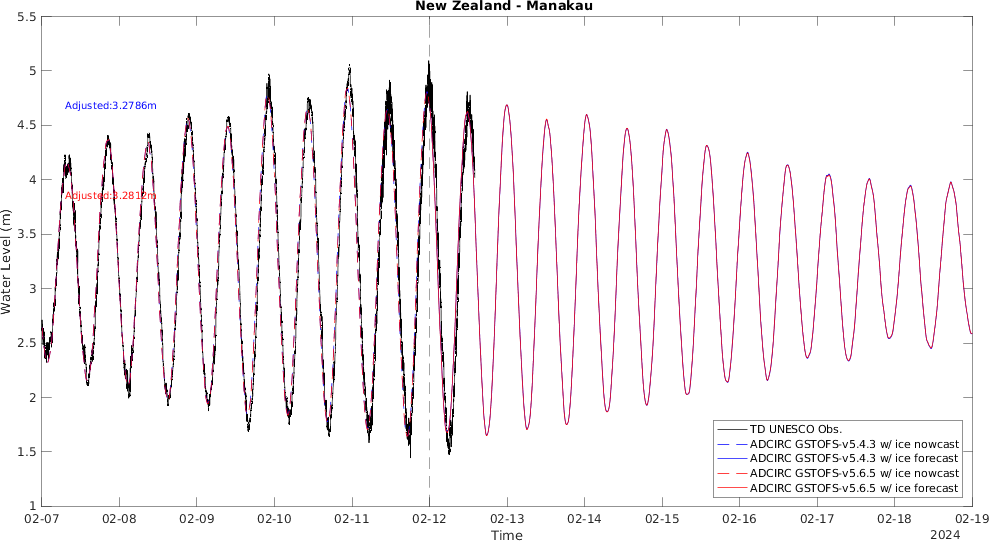 New Zealand - Manakau
5.5
5
4.5
4
3.5
3
2.5
2
1.5
1
Water Level (m)
Adjusted:3.2786m
Adjusted:3.2812m
TD UNESCO Obs.
ADCIRC GSTOFS-v5.4.3 w/ ice nowcast
ADCIRC GSTOFS-v5.4.3 w/ ice forecast
ADCIRC GSTOFS-v5.6.5 w/ ice nowcast
ADCIRC GSTOFS-v5.6.5 w/ ice forecast
02-07 02-08 02-09 02-10 02-11 02-12 02-13 02-14 02-15 02-16 02-17 02-18 02-19
Time
2024